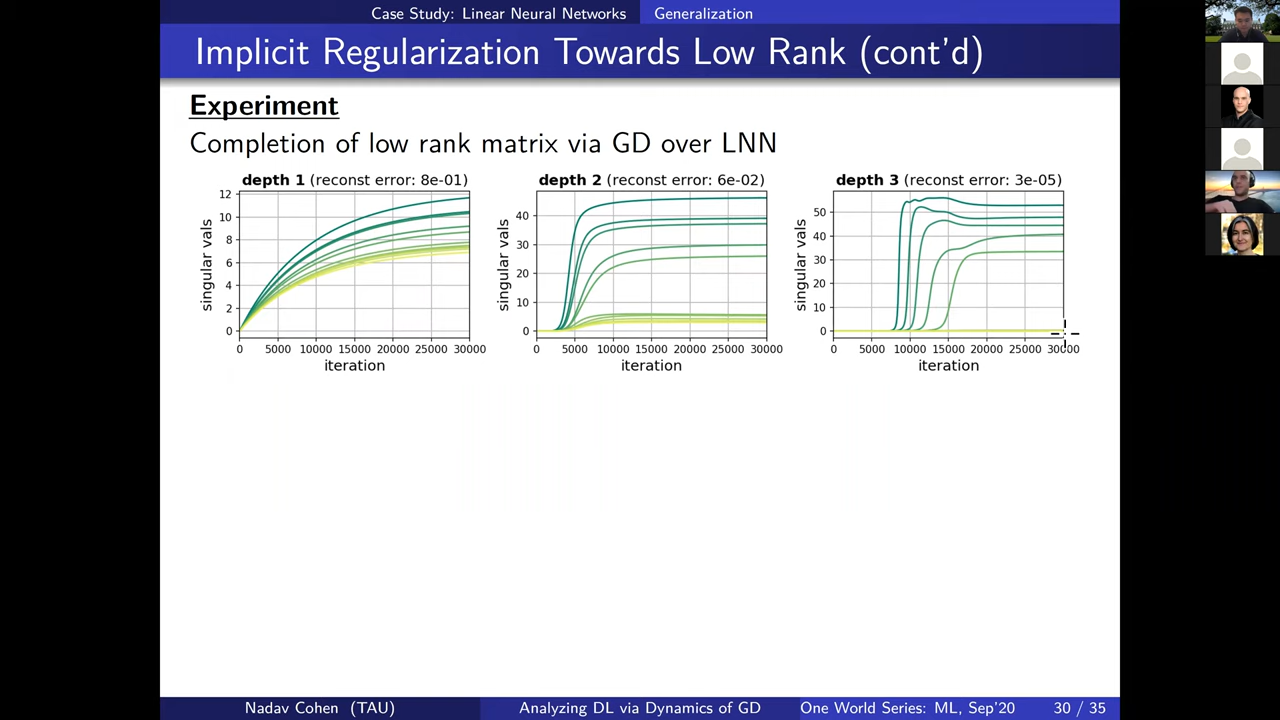 Case Study: Linear Neural Networks Generalization
Implicit Regularization Towards Low Rank (cont'd)
Experiment
Completion of low rank matrix via GD over LNN
depth 1 (reconst error: 8e-01)
12
10
8
6
4
2
0
singular vals
0 5000 10000 15000 20000 25000 30000
iteration
depth 2 (reconst error: 6e-02)
40
30
20
10
0
singular vals
0 5000 10000 15000 20000 25000 30000
iteration
depth 3 (reconst error: 3e-05)
50
40
30
20
10
0
singular vals
0 5000 10000 15000 20000 25000 30000
iteration
Nadav Cohen (TAU) Analyzing DL via Dynamics of GD One World Series: ML, Sep'20 30 / 35